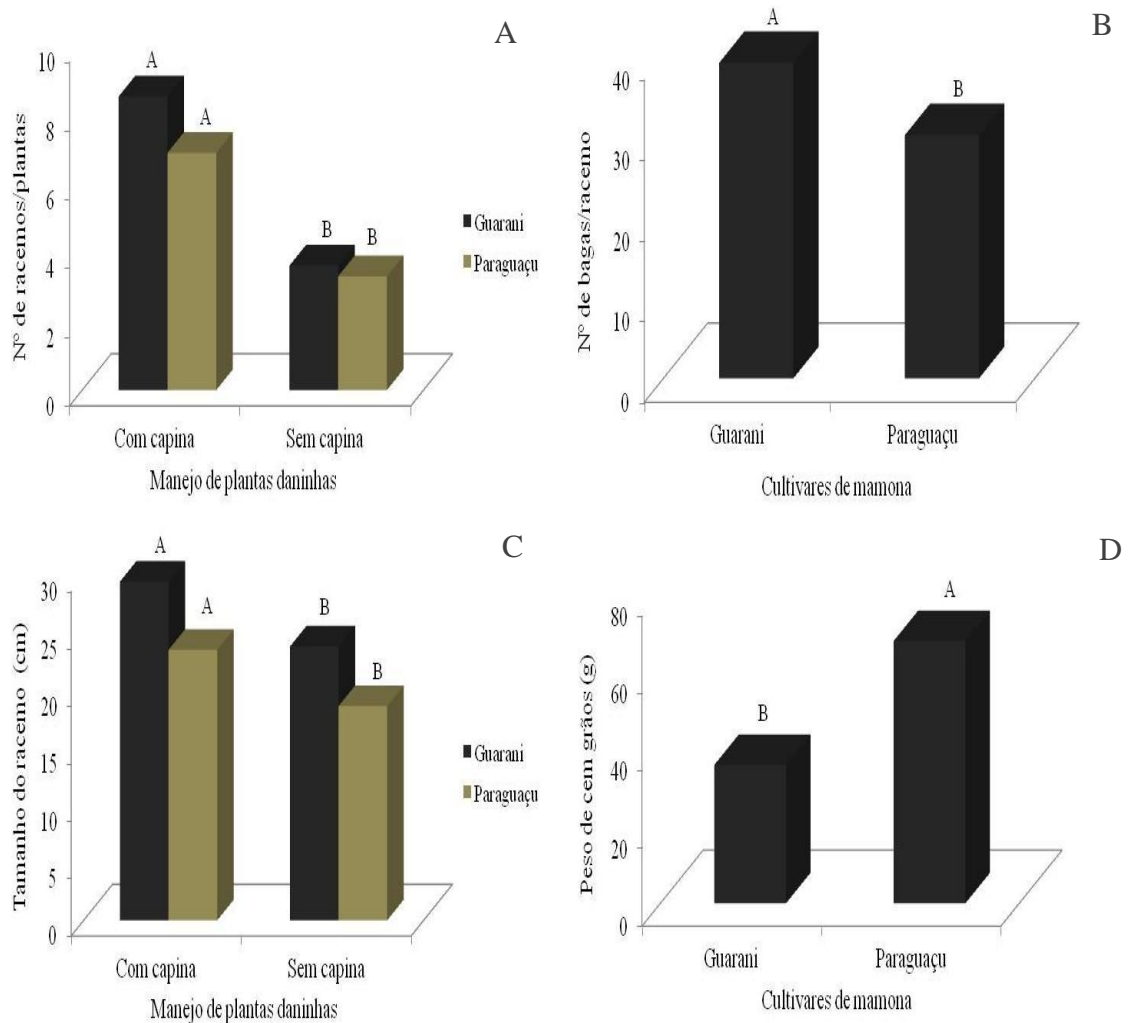 A
10
8
6
4
2
0
Nº de racemos/plantas
A
A
B
B
Guarani
Paraguaçu
Com capina
Sem capina
Manejo de plantas daninhas
B
40
30
20
10
0
Nº de bagas/racemo
A
B
Guarani
Paraguaçu
Cultivares de mamona
C
30
25
20
15
10
5
0
Tamanho do racemo (cm)
A
A
B
B
Guarani
Paraguaçu
Com capina
Sem capina
Manejo de plantas daninhas
D
80
60
40
20
0
Peso de cem grãos (g)
B
A
Guarani
Paraguaçu
Cultivares de mamona